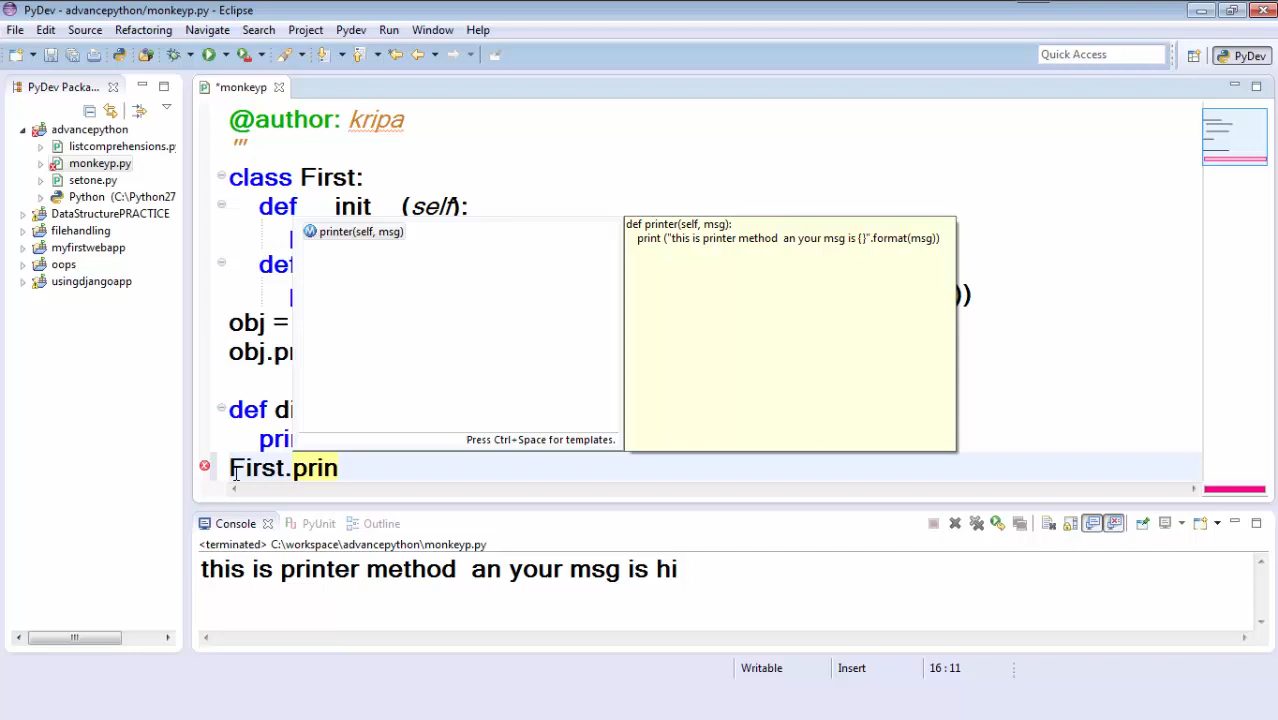 PyDev - advancepython/monkeyp.py - Eclipse
File Edit Source Refactoring Navigate Search Project Pydev Run Window Help
Quick Access
PyDev
PyDev Packa...
*monkeyp
advancepython
listcomprehensions.py
monkeyp.py
setone.py
Python (C:\Python27
DataStructurePRACTICE
filehandling
myfirstwebapp
oops
usingdjangoapp
@author: kripa
'''
class First:
def __init__(self):
def
))
obj =
obj.pr
def di
prin
First.prin
printer(self, msg)
Press Ctrl+Space for templates.
def printer(self, msg):
print ("this is printer method  an your msg is {}".format(msg))
Console
PyUnit
Outline
<terminated> C:\workspace\advancepython\monkeyp.py
this is printer method  an your msg is hi
Writable
Insert
16 : 11